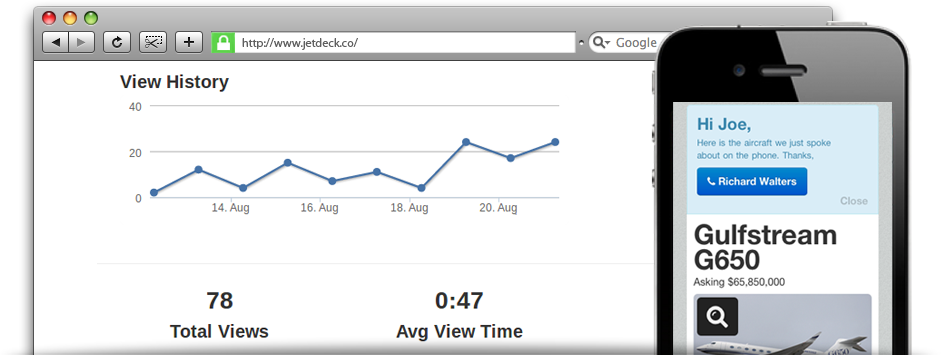 http://www.jetdeck.co/
Google
View History
40
20
0
14. Aug
16. Aug
18. Aug
20. Aug
78
Total Views
0:47
Avg View Time
Hi Joe,
Here is the aircraft we just spoke
about on the phone. Thanks,
Richard Walters
Close
Gulfstream
G650
Asking $65,850,000